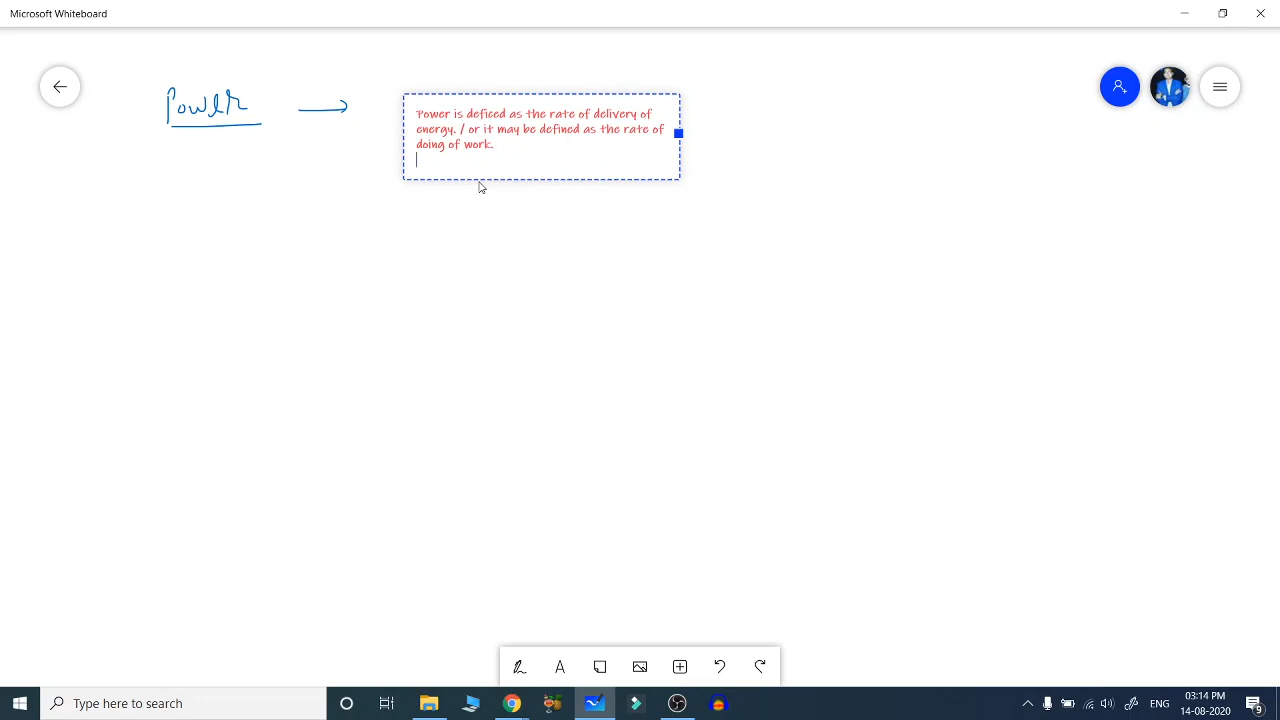 Microsoft Whiteboard
Power →
Power is deficed as the rate of delivery of
energy. / or it may be defined as the rate of
doing of work.
Type here to search
ENG
03:14 PM
14-08-2020
9